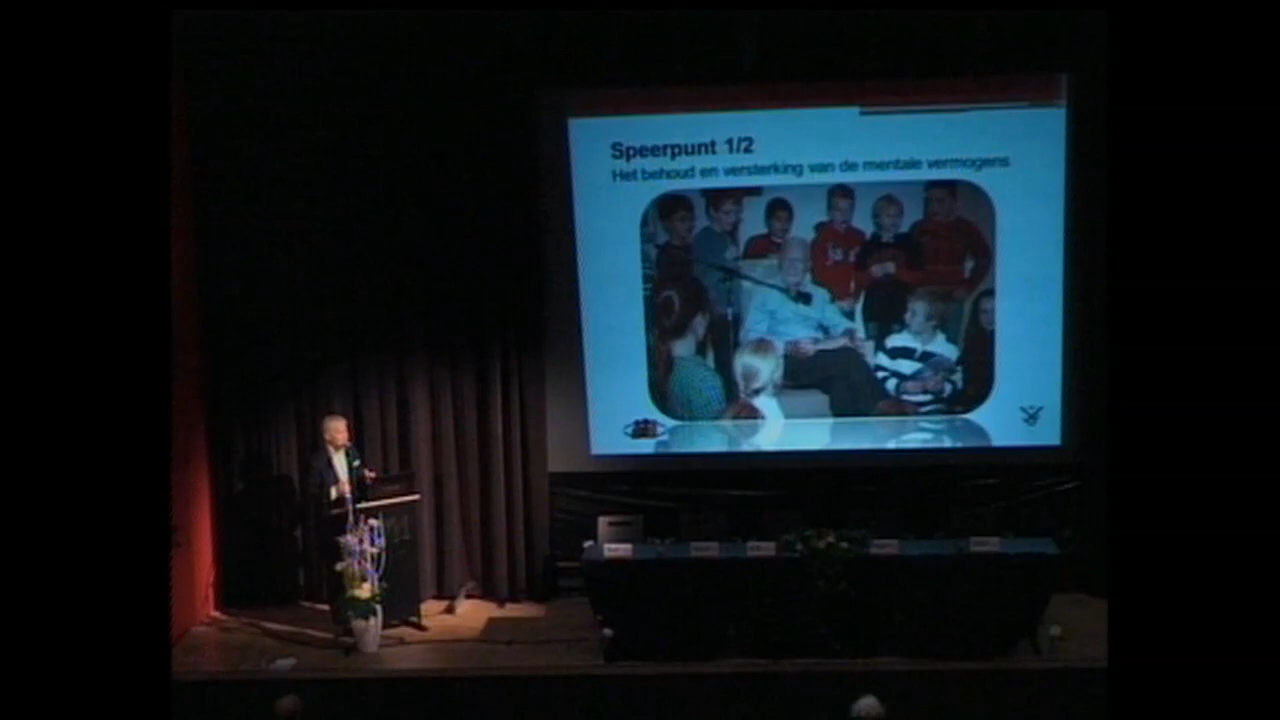 Speerpunt 1/2
Het behoud en versterking van de mentale vermogens